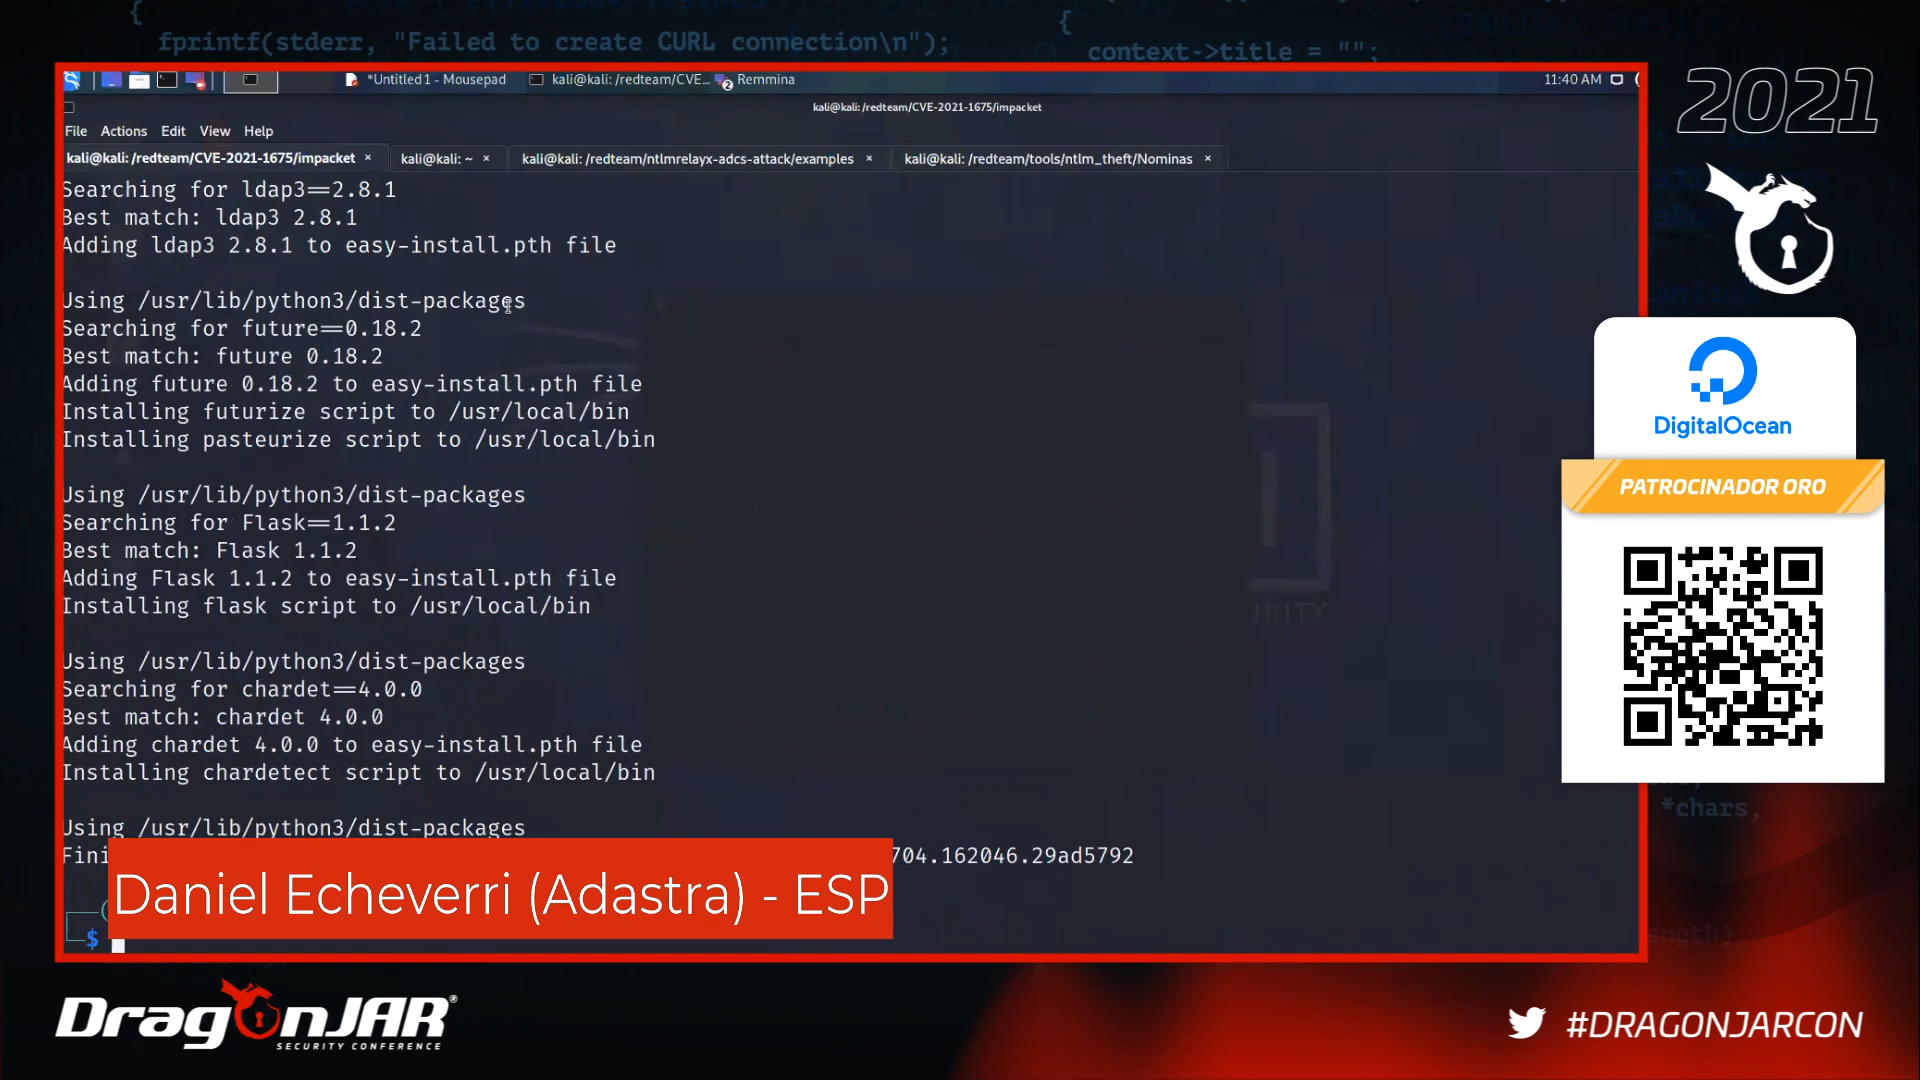 fprintf(stderr, "Failed to create CURL connection\n");
context->title = "";
2021
*Untitled 1 - Mousepad
kali@kali: /redteam/CVE...
Remmina
11:40 AM
kali@kali: /redteam/CVE-2021-1675/impacket
File Actions Edit View Help
kali@kali: /redteam/CVE-2021-1675/impacket ×
kali@kali: ~ ×
kali@kali: /redteam/ntlmrelayx-adcs-attack/examples ×
kali@kali: /redteam/tools/ntlm_theft/Nominas ×
Searching for ldap3==2.8.1
Best match: ldap3 2.8.1
Adding ldap3 2.8.1 to easy-install.pth file
Using /usr/lib/python3/dist-packages
Searching for future==0.18.2
Best match: future 0.18.2
Adding future 0.18.2 to easy-install.pth file
Installing futurize script to /usr/local/bin
Installing pasteurize script to /usr/local/bin
Using /usr/lib/python3/dist-packages
Searching for Flask==1.1.2
Best match: Flask 1.1.2
Adding Flask 1.1.2 to easy-install.pth file
Installing flask script to /usr/local/bin
Using /usr/lib/python3/dist-packages
Searching for chardet==4.0.0
Best match: chardet 4.0.0
Adding chardet 4.0.0 to easy-install.pth file
Installing chardetect script to /usr/local/bin
Using /usr/lib/python3/dist-packages
Fini 704.162046.29ad5792
$
Daniel Echeverri (Adastra) - ESP
DigitalOcean
PATROCINADOR ORO
*chars,
DragonJAR®
SECURITY CONFERENCE
#DRAGONJARCON